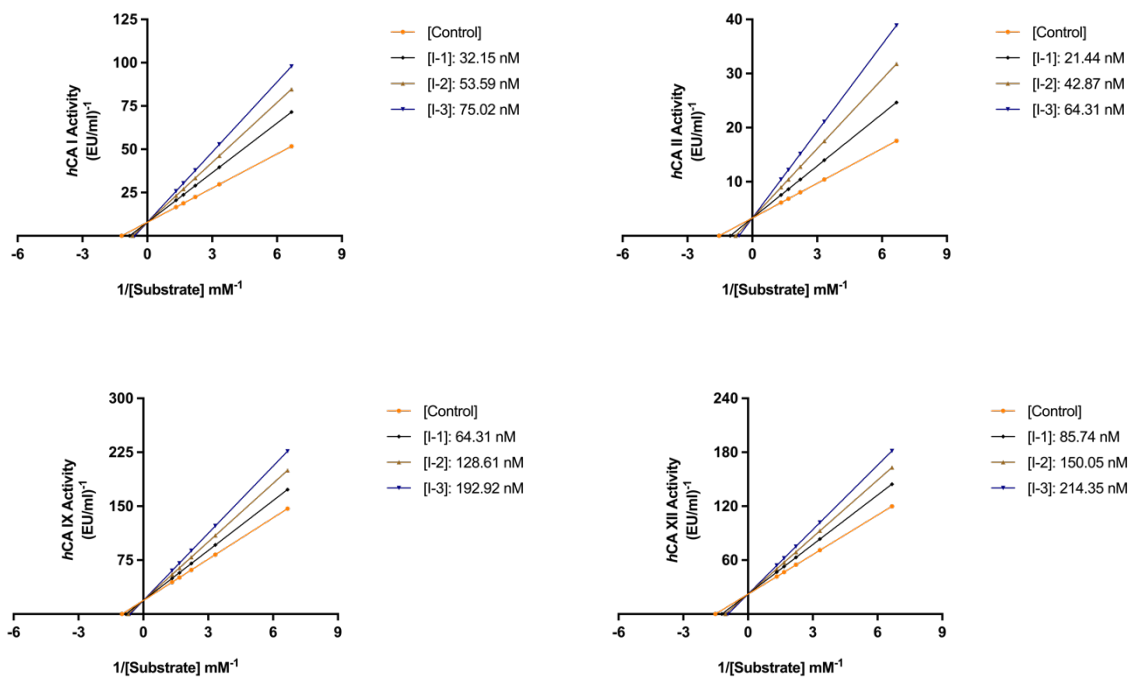 125
100
75
50
25
-6 -3 0 3 6 9
hCA I Activity
(EU/ml)-1
1/[Substrate] mM-1
[Control]
[I-1]: 32.15 nM
[I-2]: 53.59 nM
[I-3]: 75.02 nM
40
30
20
10
-6 -3 0 3 6 9
hCA II Activity
(EU/ml)-1
1/[Substrate] mM-1
[Control]
[I-1]: 21.44 nM
[I-2]: 42.87 nM
[I-3]: 64.31 nM
300
225
150
75
-6 -3 0 3 6 9
hCA IX Activity
(EU/ml)-1
1/[Substrate] mM-1
[Control]
[I-1]: 64.31 nM
[I-2]: 128.61 nM
[I-3]: 192.92 nM
240
180
120
60
-6 -3 0 3 6 9
hCA XII Activity
(EU/ml)-1
1/[Substrate] mM-1
[Control]
[I-1]: 85.74 nM
[I-2]: 150.05 nM
[I-3]: 214.35 nM